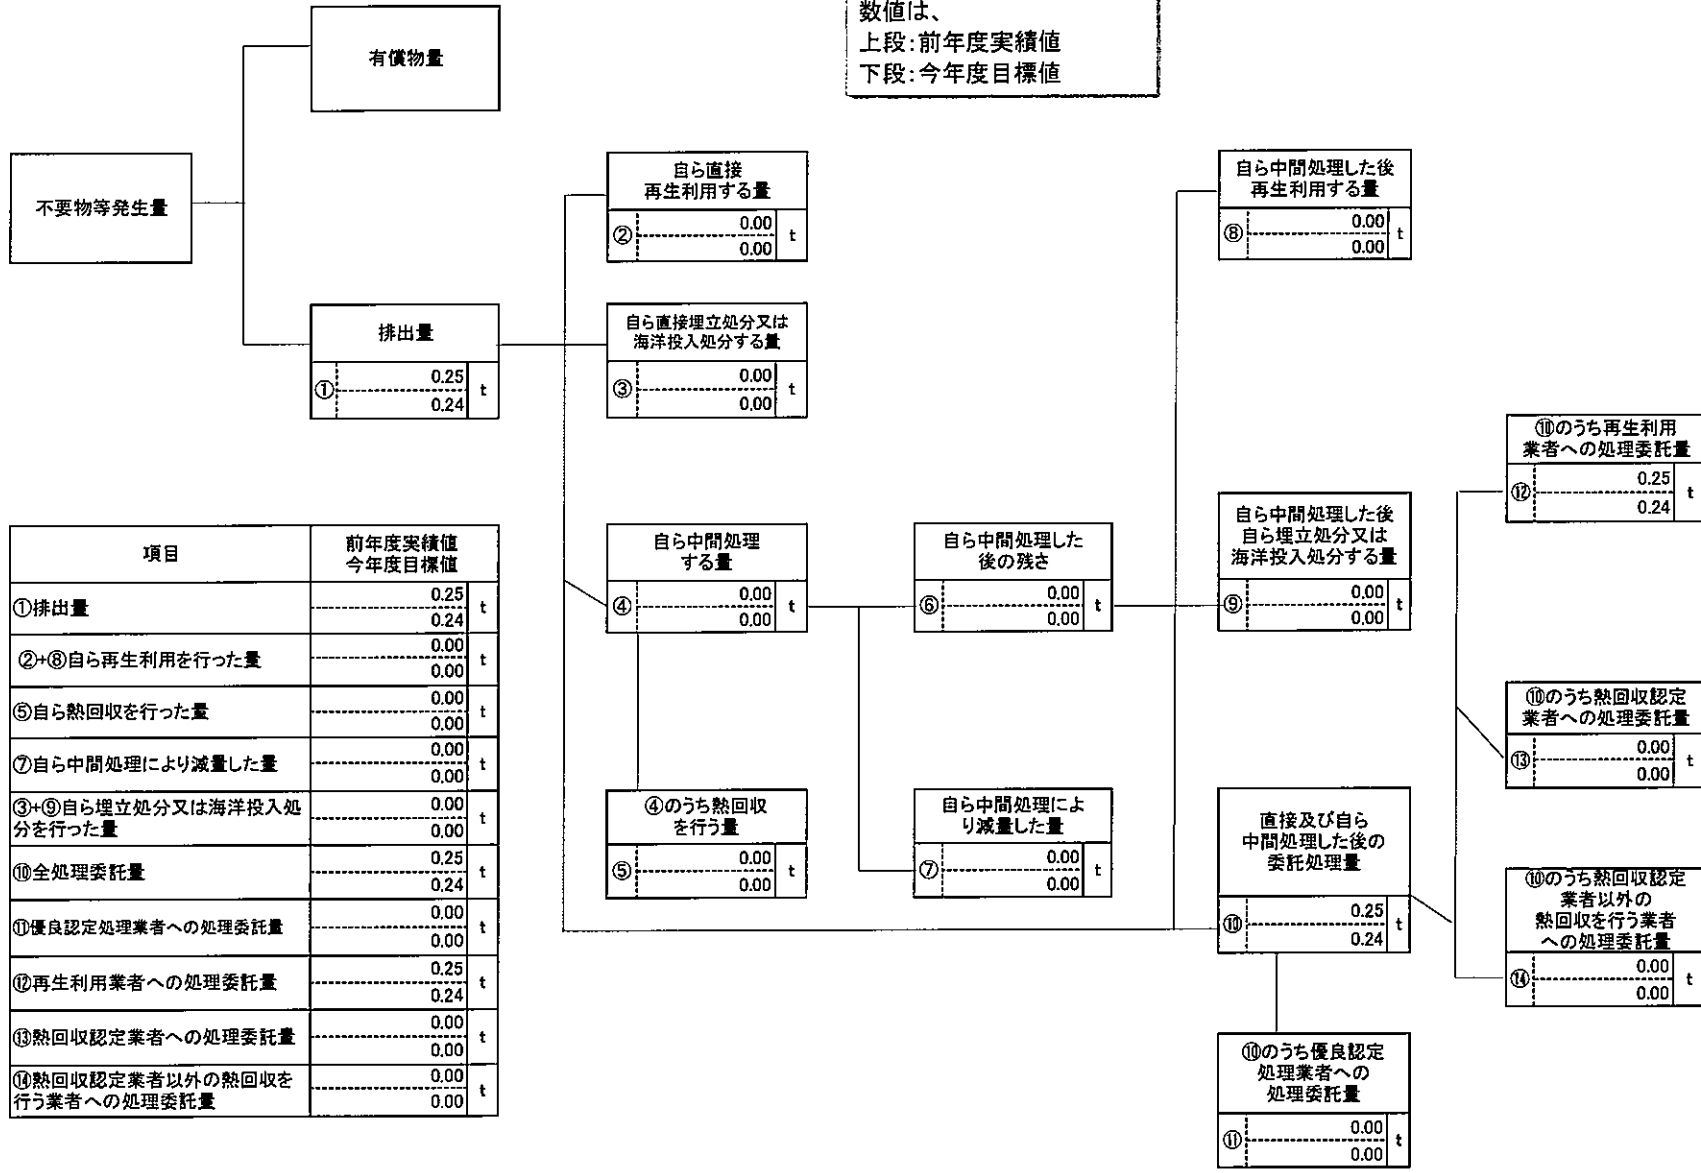 数値は、
上段:前年度実績値
下段:今年度目標値
有償物量
不要物等発生量
排出量
① 0.25 t
0.24
自ら直接
再生利用する量
② 0.00 t
0.00
自ら直接埋立処分又は
海洋投入処分する量
③ 0.00 t
0.00
自ら中間処理
する量
④ 0.00 t
0.00
④のうち熱回収
を行う量
⑤ 0.00 t
0.00
自ら中間処理した
後の残さ
⑥ 0.00 t
0.00
自ら中間処理によ
り減量した量
⑦ 0.00 t
0.00
自ら中間処理した後
再生利用する量
⑧ 0.00 t
0.00
自ら中間処理した後
自ら埋立処分又は
海洋投入処分する量
⑨ 0.00 t
0.00
直接及び自ら
中間処理した後の
委託処理量
⑩ 0.25 t
0.24
⑩のうち優良認定
処理業者への
処理委託量
⑪ 0.00 t
0.00
⑩のうち再生利用
業者への処理委託量
⑫ 0.25 t
0.24
⑩のうち熱回収認定
業者への処理委託量
⑬ 0.00 t
0.00
⑩のうち熱回収認定
業者以外の
熱回収を行う業者
への処理委託量
⑭ 0.00 t
0.00
項目 前年度実績値
今年度目標値
①排出量 0.25 t
0.24
②+⑧自ら再生利用を行った量 0.00 t
0.00
⑤自ら熱回収を行った量 0.00 t
0.00
⑦自ら中間処理により減量した量 0.00 t
0.00
③+⑨自ら埋立処分又は海洋投入処 0.00 t
分を行った量 0.00
⑩全処理委託量 0.25 t
0.24
⑪優良認定処理業者への処理委託量 0.00 t
0.00
⑫再生利用業者への処理委託量 0.25 t
0.24
⑬熱回収認定業者への処理委託量 0.00 t
0.00
⑭熱回収認定業者以外の熱回収を 0.00 t
行う業者への処理委託量 0.00